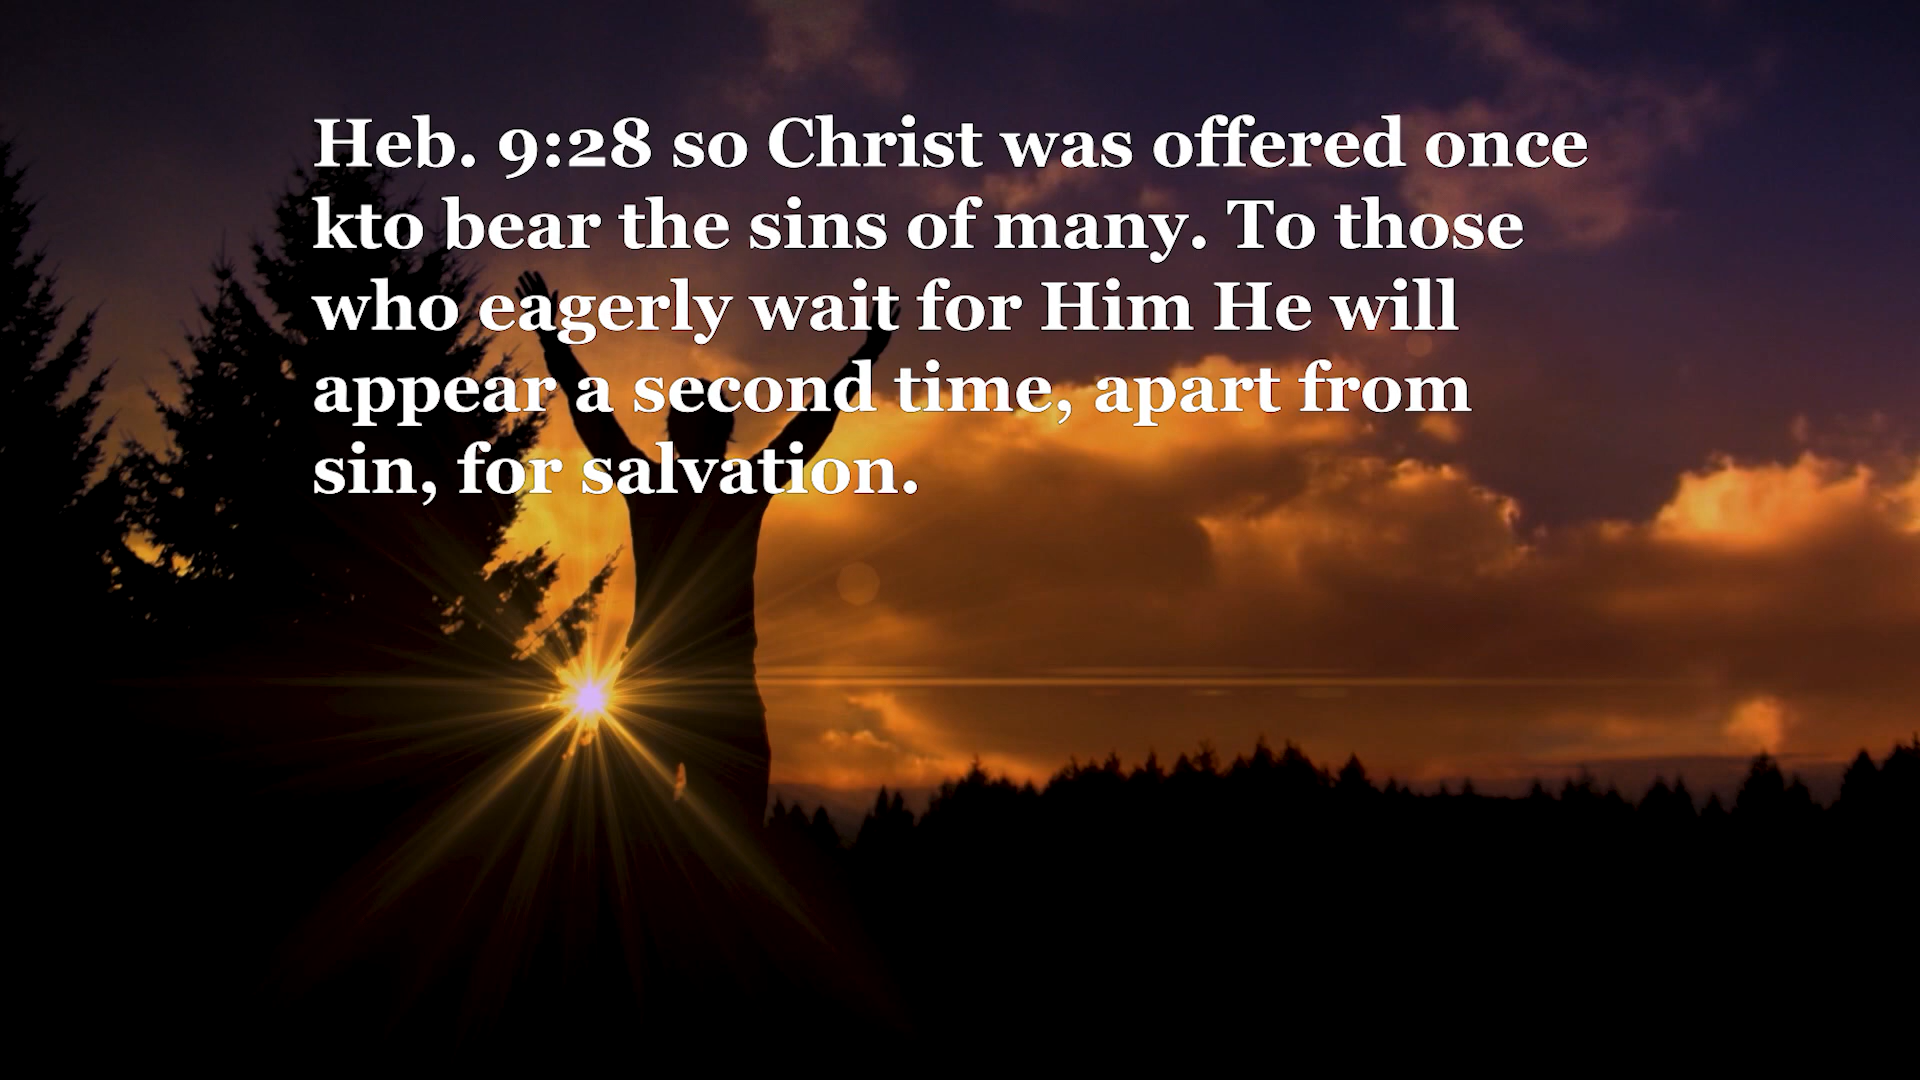 Heb. 9:28 so Christ was offered once
kto bear the sins of many. To those
who eagerly wait for Him He will
appear a second time, apart from
sin, for salvation.